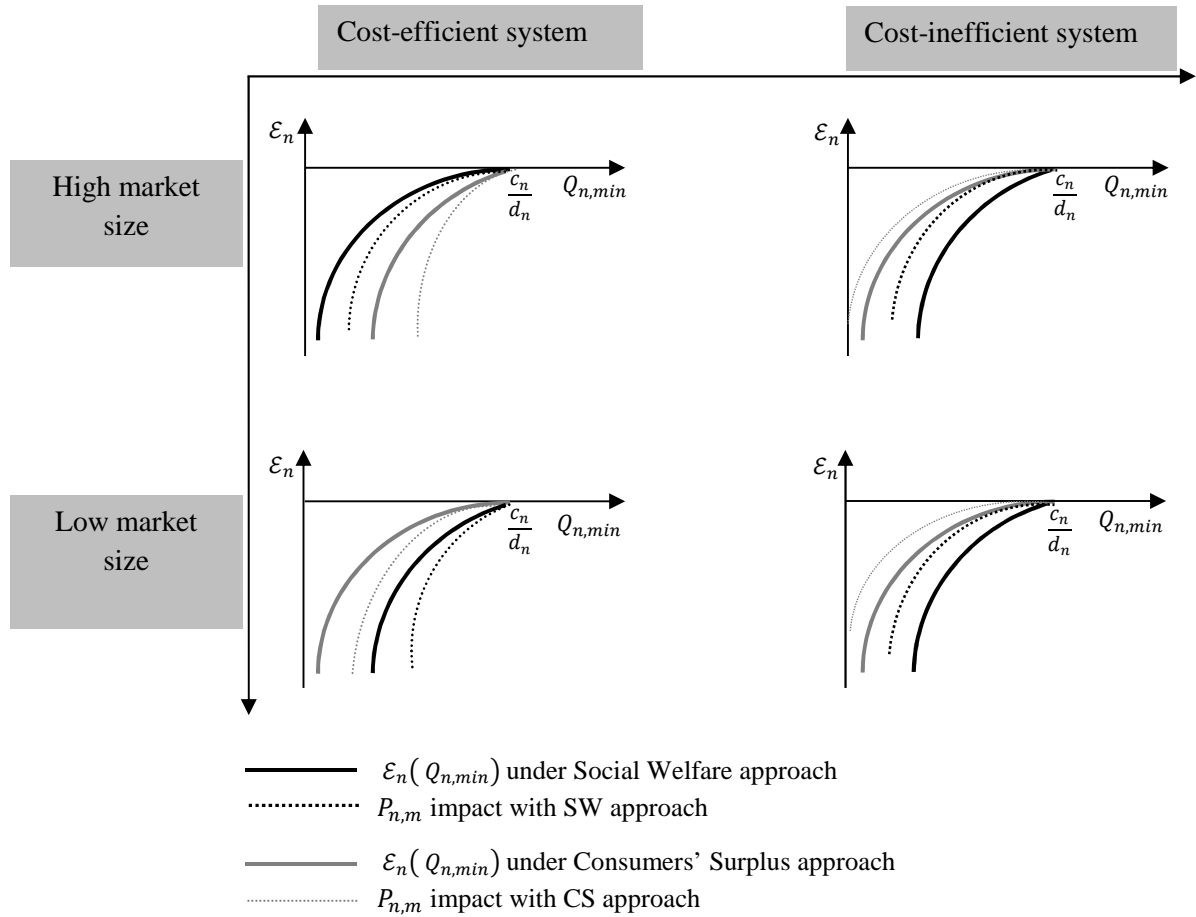 Cost-efficient system
Cost-inefficient system
High market
size
ℰn
cn
dn
Qn,min
ℰn
cn
dn
Qn,min
Low market
size
ℰn
cn
dn
Qn,min
ℰn
cn
dn
Qn,min
ℰn( Qn,min) under Social Welfare approach
Pn,m impact with SW approach
ℰn( Qn,min) under Consumers’ Surplus approach
Pn,m impact with CS approach